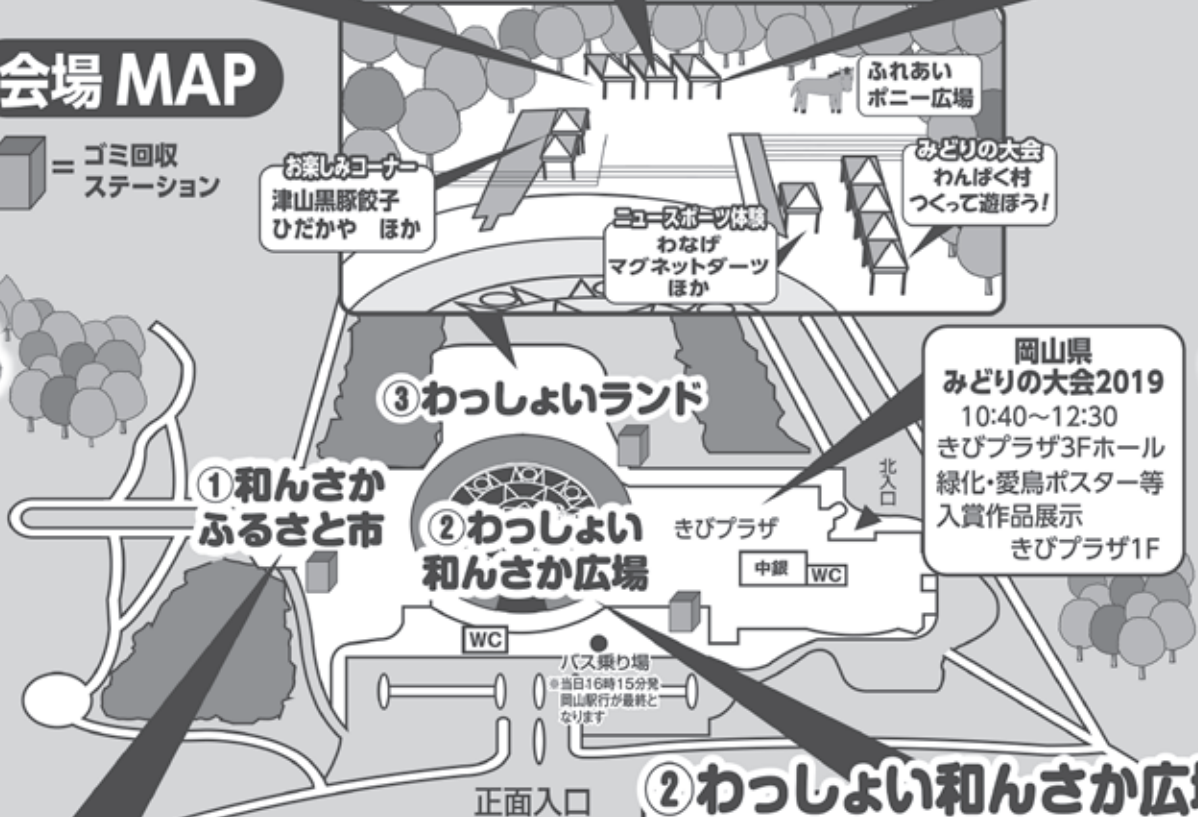 会場 MAP
= ゴミ回収
ステーション
ふれあい
ポニー広場
お楽しみコーナー
津山黒豚餃子
ひだかや ほか
みどりの大会
わんぱく村
つくって遊ぼう!
ニュースポーツ体験
わなげ
マグネットダーツ
ほか
③わっしょいランド
岡山県
みどりの大会2019
10:40～12:30
きびプラザ3Fホール
緑化・愛鳥ポスター等
入賞作品展示
きびプラザ1F
北入口
①和んさか
ふるさと市
②わっしょい
和んさか広場
きびプラザ
中銀
WC
WC
バス乗り場
※当日16時15分発
岡山駅行が最終と
なります
正面入口
②わっしょい和んさか広場